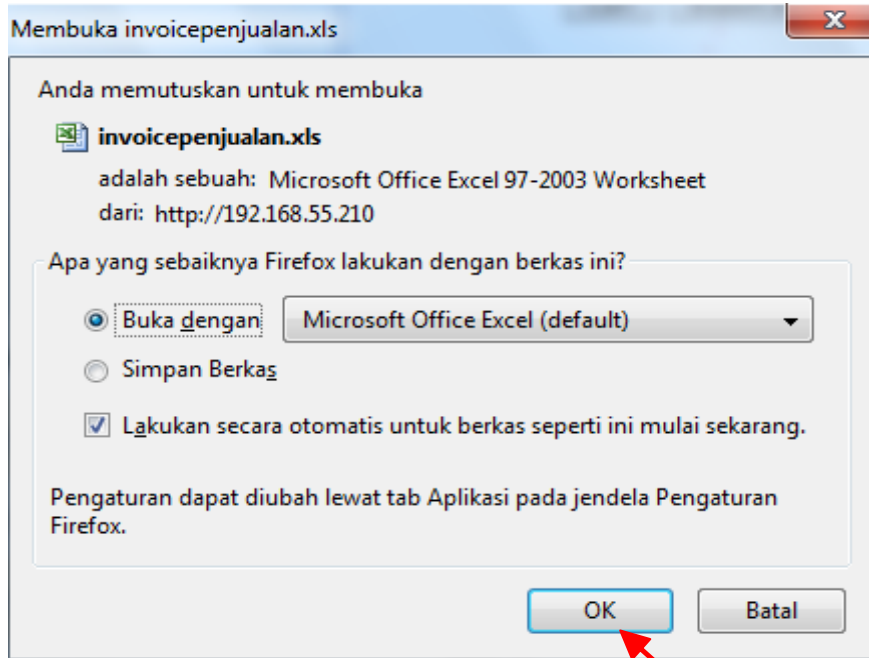 Membuka invoicepenjualan.xls
Anda memutuskan untuk membuka
invoicepenjualan.xls
adalah sebuah: Microsoft Office Excel 97-2003 Worksheet
dari: http://192.168.55.210
Apa yang sebaiknya Firefox lakukan dengan berkas ini?
Buka dengan Microsoft Office Excel (default)
Simpan Berkas
Lakukan secara otomatis untuk berkas seperti ini mulai sekarang.
Pengaturan dapat diubah lewat tab Aplikasi pada jendela Pengaturan
Firefox.
OK Batal